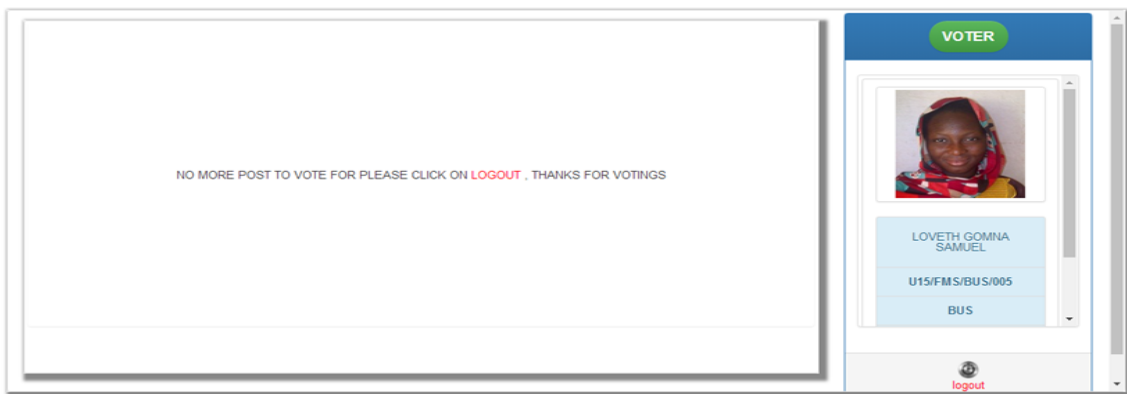 NO MORE POST TO VOTE FOR PLEASE CLICK ON LOGOUT , THANKS FOR VOTINGS
VOTER
LOVETH GOMNA
SAMUEL
U15/FMS/BUS/005
BUS
logout